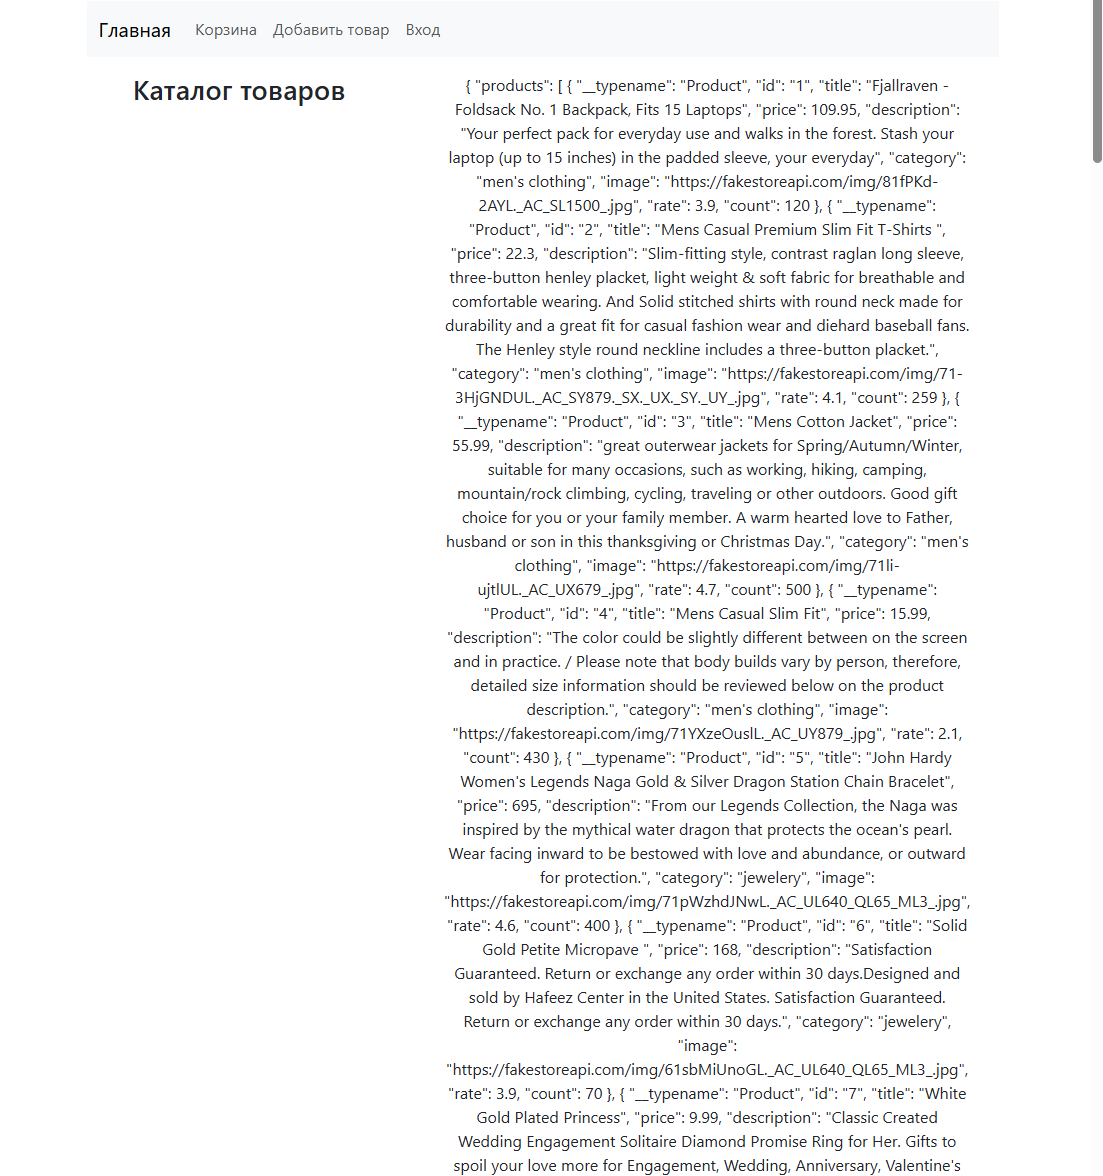 Главная Корзина Добавить товар Вход
Каталог товаров
{ "products": [ { "__typename": "Product", "id": "1", "title": "Fjallraven -
Foldsack No. 1 Backpack, Fits 15 Laptops", "price": 109.95, "description":
"Your perfect pack for everyday use and walks in the forest. Stash your
laptop (up to 15 inches) in the padded sleeve, your everyday", "category":
"men's clothing", "image": "https://fakestoreapi.com/img/81fPKd-
2AYL._AC_SL1500_.jpg", "rate": 3.9, "count": 120 }, { "__typename":
"Product", "id": "2", "title": "Mens Casual Premium Slim Fit T-Shirts ",
"price": 22.3, "description": "Slim-fitting style, contrast raglan long sleeve,
three-button henley placket, light weight & soft fabric for breathable and
comfortable wearing. And Solid stitched shirts with round neck made for
durability and a great fit for casual fashion wear and diehard baseball fans.
The Henley style round neckline includes a three-button placket.",
"category": "men's clothing", "image": "https://fakestoreapi.com/img/71-
3HjGNDUL._AC_SY879._SX._UX._SY._UY_.jpg", "rate": 4.1, "count": 259 }, {
"__typename": "Product", "id": "3", "title": "Mens Cotton Jacket", "price":
55.99, "description": "great outerwear jackets for Spring/Autumn/Winter,
suitable for many occasions, such as working, hiking, camping,
mountain/rock climbing, cycling, traveling or other outdoors. Good gift
choice for you or your family member. A warm hearted love to Father,
husband or son in this thanksgiving or Christmas Day.", "category": "men's
clothing", "image": "https://fakestoreapi.com/img/71li-
ujtlUL._AC_UX679_.jpg", "rate": 4.7, "count": 500 }, { "__typename":
"Product", "id": "4", "title": "Mens Casual Slim Fit", "price": 15.99,
"description": "The color could be slightly different between on the screen
and in practice. / Please note that body builds vary by person, therefore,
detailed size information should be reviewed below on the product
description.", "category": "men's clothing", "image":
"https://fakestoreapi.com/img/71YXzeOuslL._AC_UY879_.jpg", "rate": 2.1,
"count": 430 }, { "__typename": "Product", "id": "5", "title": "John Hardy
Women's Legends Naga Gold & Silver Dragon Station Chain Bracelet",
"price": 695, "description": "From our Legends Collection, the Naga was
inspired by the mythical water dragon that protects the ocean's pearl.
Wear facing inward to be bestowed with love and abundance, or outward
for protection.", "category": "jewelery", "image":
"https://fakestoreapi.com/img/71pWzhdJNwL._AC_UL640_QL65_ML3_.jpg",
"rate": 4.6, "count": 400 }, { "__typename": "Product", "id": "6", "title": "Solid
Gold Petite Micropave ", "price": 168, "description": "Satisfaction
Guaranteed. Return or exchange any order within 30 days.Designed and
sold by Hafeez Center in the United States. Satisfaction Guaranteed.
Return or exchange any order within 30 days.", "category": "jewelery",
"image":
"https://fakestoreapi.com/img/61sbMiUnoGL._AC_UL640_QL65_ML3_.jpg",
"rate": 3.9, "count": 70 }, { "__typename": "Product", "id": "7", "title": "White
Gold Plated Princess", "price": 9.99, "description": "Classic Created
Wedding Engagement Solitaire Diamond Promise Ring for Her. Gifts to
spoil your love more for Engagement, Wedding, Anniversary, Valentine's